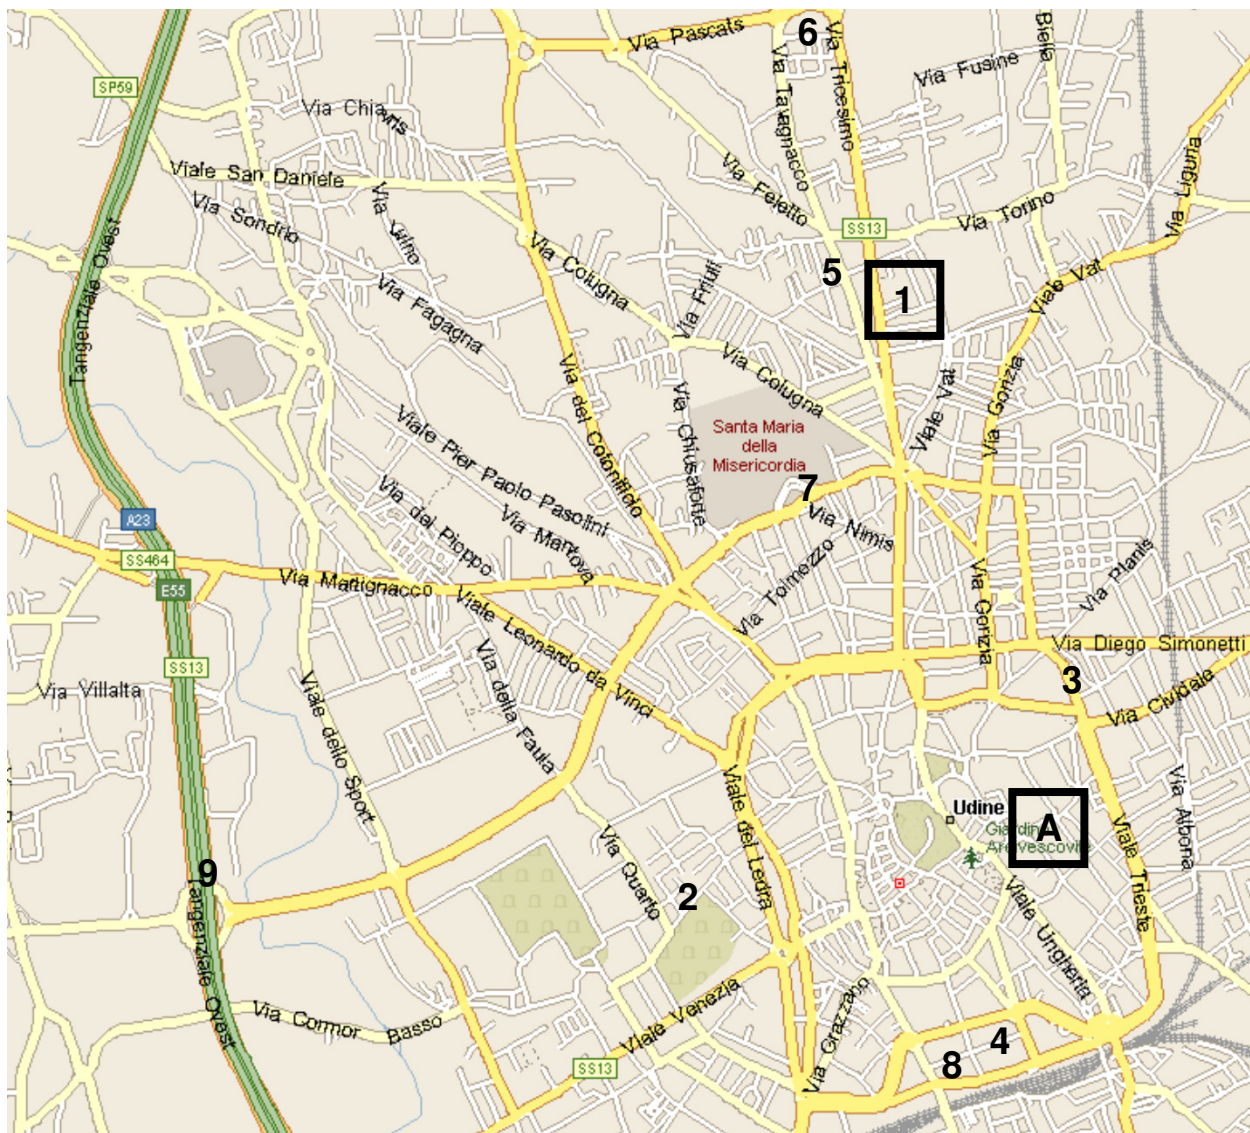 Via Pascats
6
Via Tricesimo
Via Tavagnacco
Biella
Via Fusine
SP59
Via Chiavris
Via Liguria
Viale San Daniele
Via Feletto
Via Sondrio
Via Torino
SS13
Tangenziale Ovest
Via Colugna
5
1
Viale Vat
Via Friuli
Via Fagagna
Via Colugna
Via del Cotonificio
Via Chiusaforte
Viale Vat
Via Gorizia
Santa Maria
della
Misericordia
Viale Pier Paolo Pasolini
Via del Pioppo
Via Mantova
7
Via Nimis
A23
SS464
E55
Via Martignacco
Via Tolmezzo
Via Planis
Via Gorizia
Viale Leonardo da Vinci
Via Diego Simonetti
SS13
Via Villalta
Viale dello Sport
Via della Faula
3
Via Cividale
Viale del Ledra
Via Albona
Udine
A
Giardino
Arcivescovile
Viale Trieste
Via Quarto
2
9
Tangenziale Ovest
Viale Ungheria
Via Cormor Basso
Viale Venezia
Via Grazzano
SS13
4
8